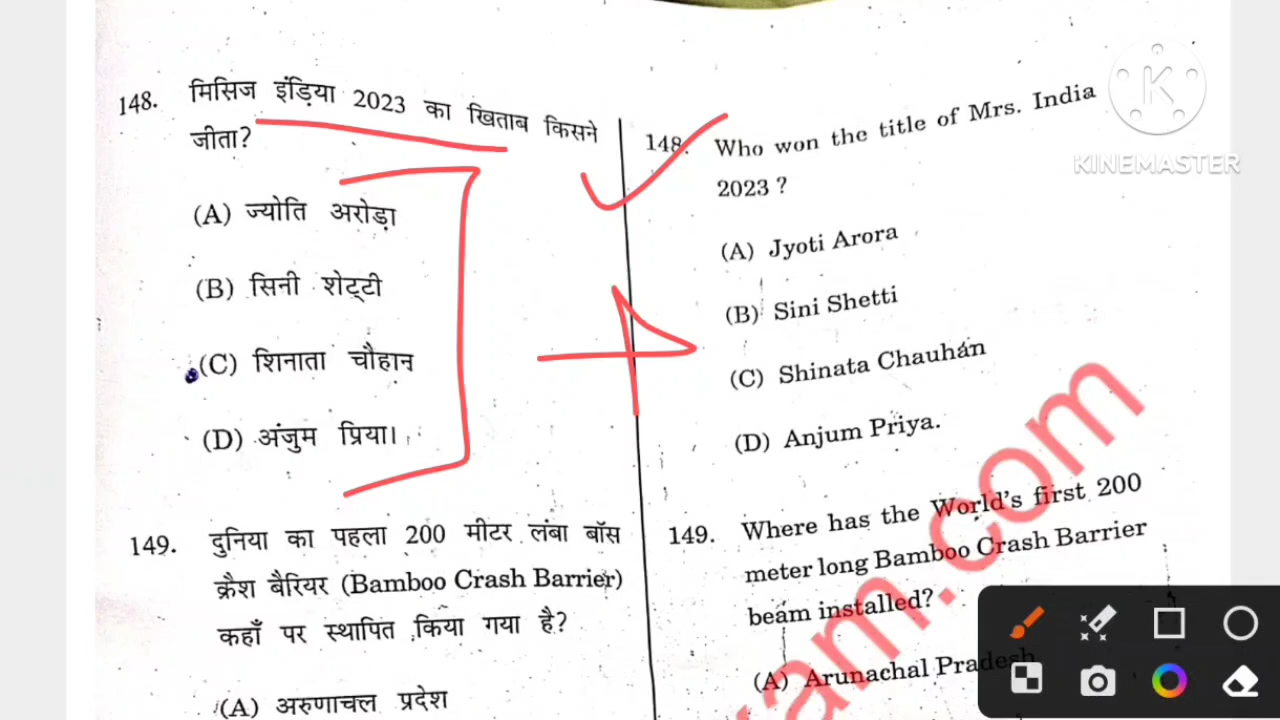 148. मिसिज इंड़िया 2023 का खिताब किसने
जीता?
(A) ज्योति अरोड़ा
(B) सिनी शेट्टी
(C) शिनाता चौहान
(D) अंजुम प्रिया।
149. दुनिया का पहला 200 मीटर लंबा बॉस
क्रैश बैरियर (Bamboo Crash Barrier)
कहाँ पर स्थापित किया गया है?
(A) अरुणाचल प्रदेश
148. Who won the title of Mrs. India
2023 ?
(A) Jyoti Arora
(B) Sini Shetti
(C) Shinata Chauhan
(D) Anjum Priya.
149. Where has the World's first 200
meter long Bamboo Crash Barrier
beam installed?
(A) Arunachal Pradesh
K
KINEMASTER
am.com